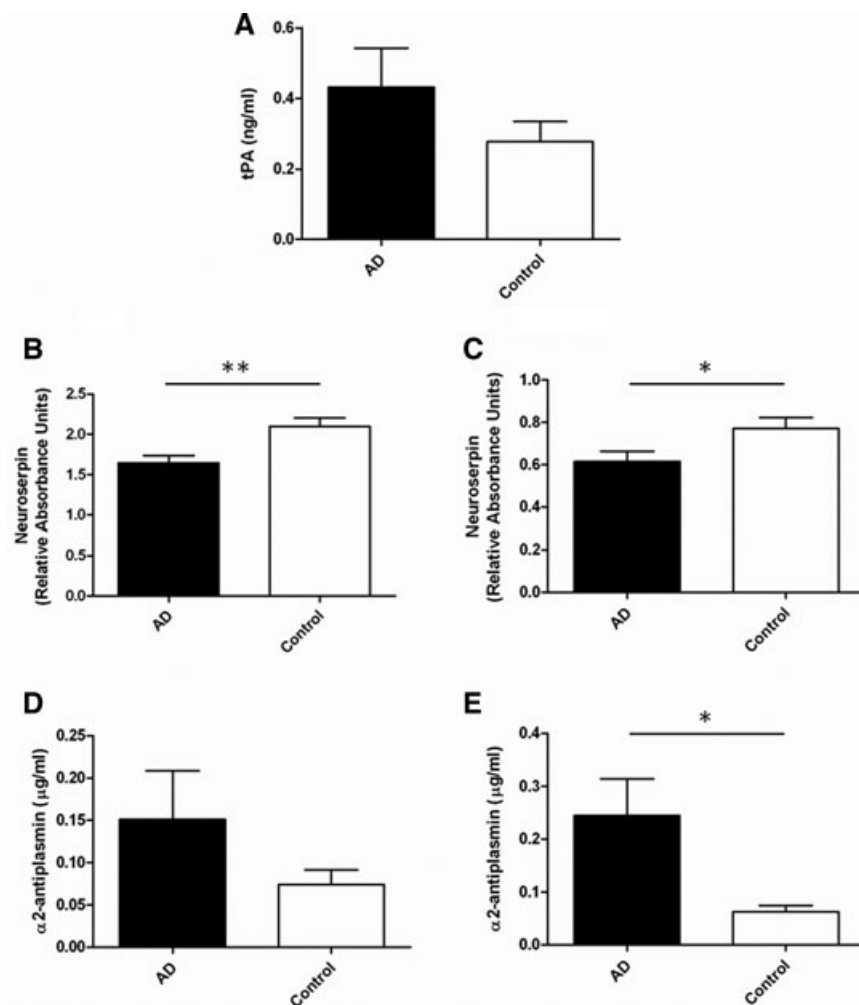 A
tPA (ng/ml)
0.6
0.4
0.2
0.0
AD
Control
B
**
Neuroserpin
(Relative Absorbance Units)
2.5
2.0
1.5
1.0
0.5
0.0
AD
Control
C
*
Neuroserpin
(Relative Absorbance Units)
1.0
0.8
0.6
0.4
0.2
0.0
AD
Control
D
α2-antiplasmin (μg/ml)
0.25
0.20
0.15
0.10
0.05
0.00
AD
Control
E
*
α2-antiplasmin (μg/ml)
0.4
0.3
0.2
0.1
0.0
AD
Control